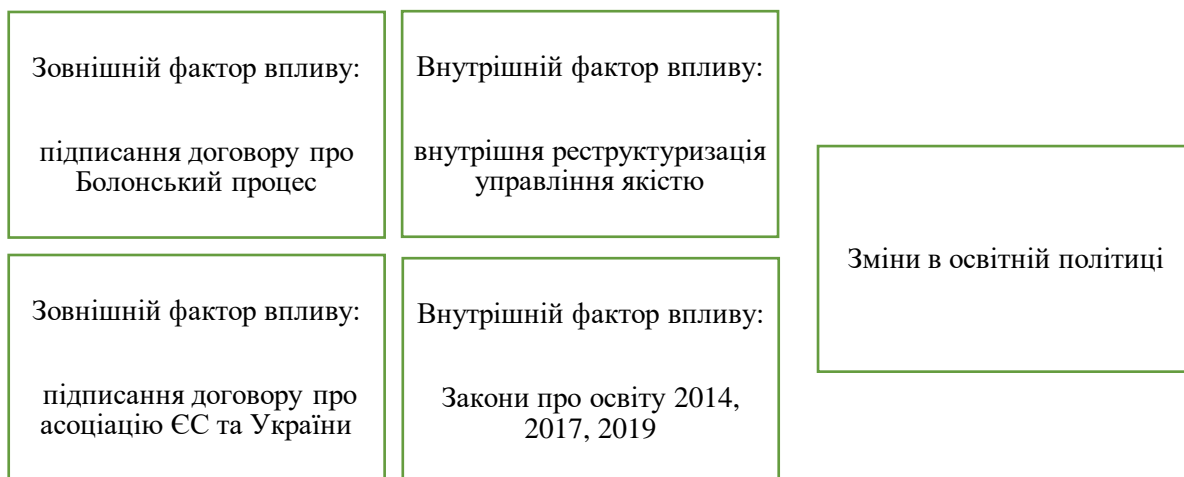 Зовнішній фактор впливу:
підписання договору про
Болонський процес
Внутрішній фактор впливу:
внутрішня реструктуризація
управління якістю
Зовнішній фактор впливу:
підписання договору про
асоціацію ЄС та України
Внутрішній фактор впливу:
Закони про освіту 2014,
2017, 2019
Зміни в освітній політиці